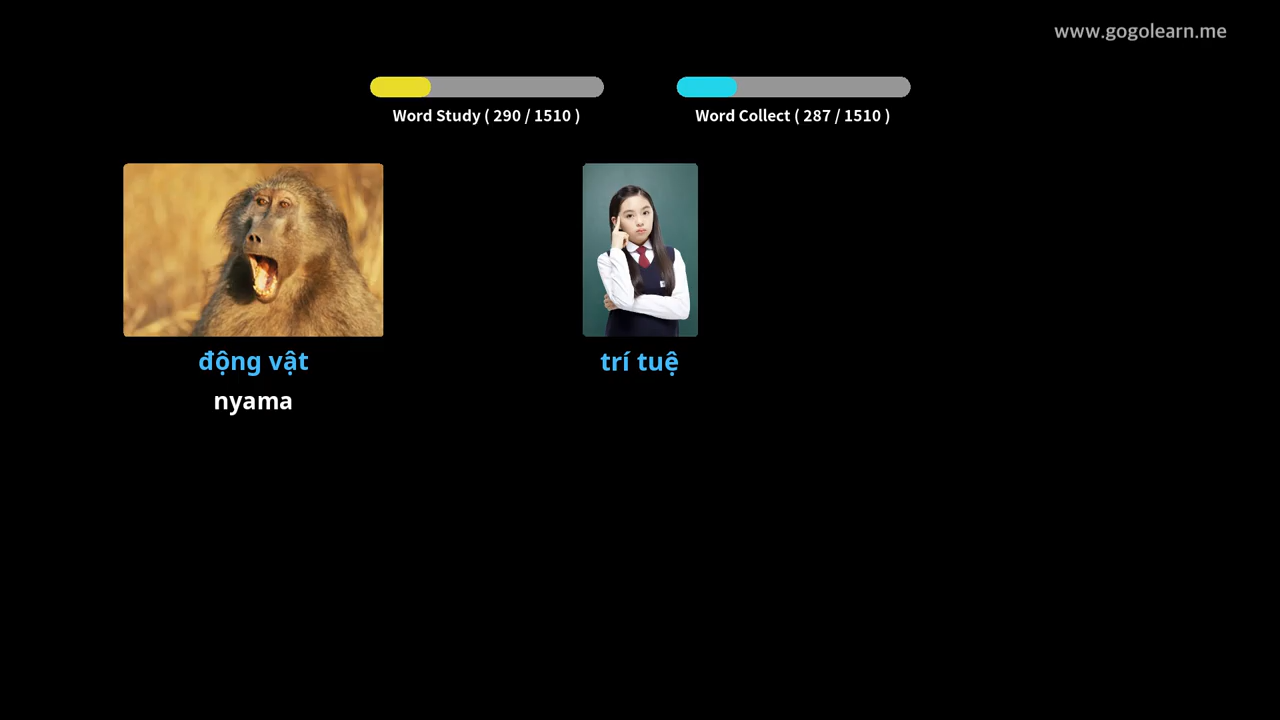 www.gogolearn.me
Word Study ( 290 / 1510 )
Word Collect ( 287 / 1510 )
động vật
nyama
trí tuệ